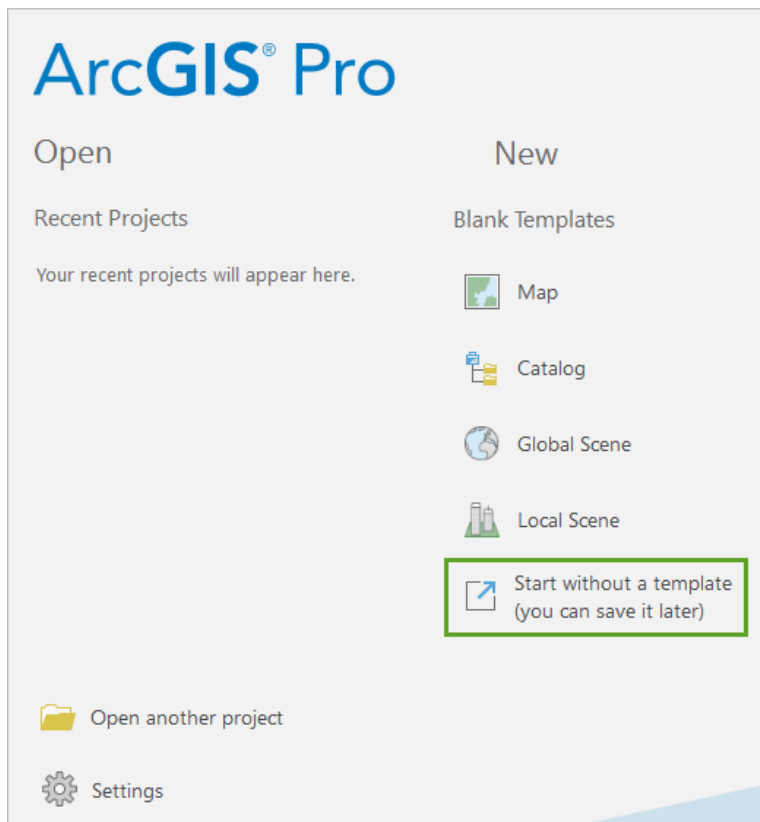 ArcGIS® Pro
Open
Recent Projects
Your recent projects will appear here.
New
Blank Templates
Map
Catalog
Global Scene
Local Scene
Start without a template
(you can save it later)
Open another project
Settings